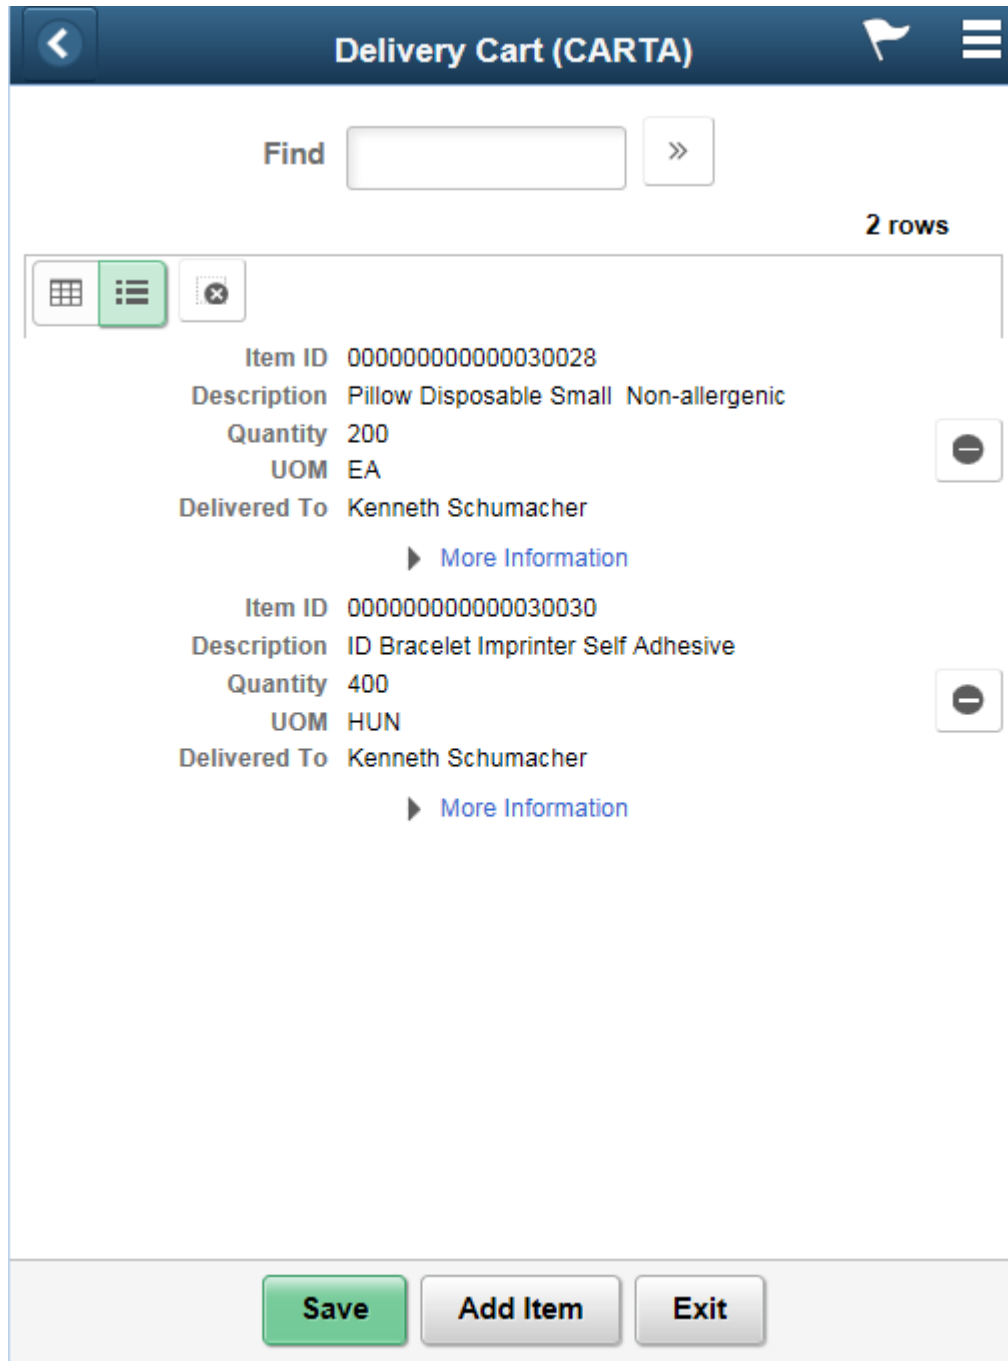 Delivery Cart (CARTA)
Find
2 rows
Item ID 000000000000030028
Description Pillow Disposable Small  Non-allergenic
Quantity 200
UOM EA
Delivered To Kenneth Schumacher
More Information
Item ID 000000000000030030
Description ID Bracelet Imprinter Self Adhesive
Quantity 400
UOM HUN
Delivered To Kenneth Schumacher
More Information
Save Add Item Exit